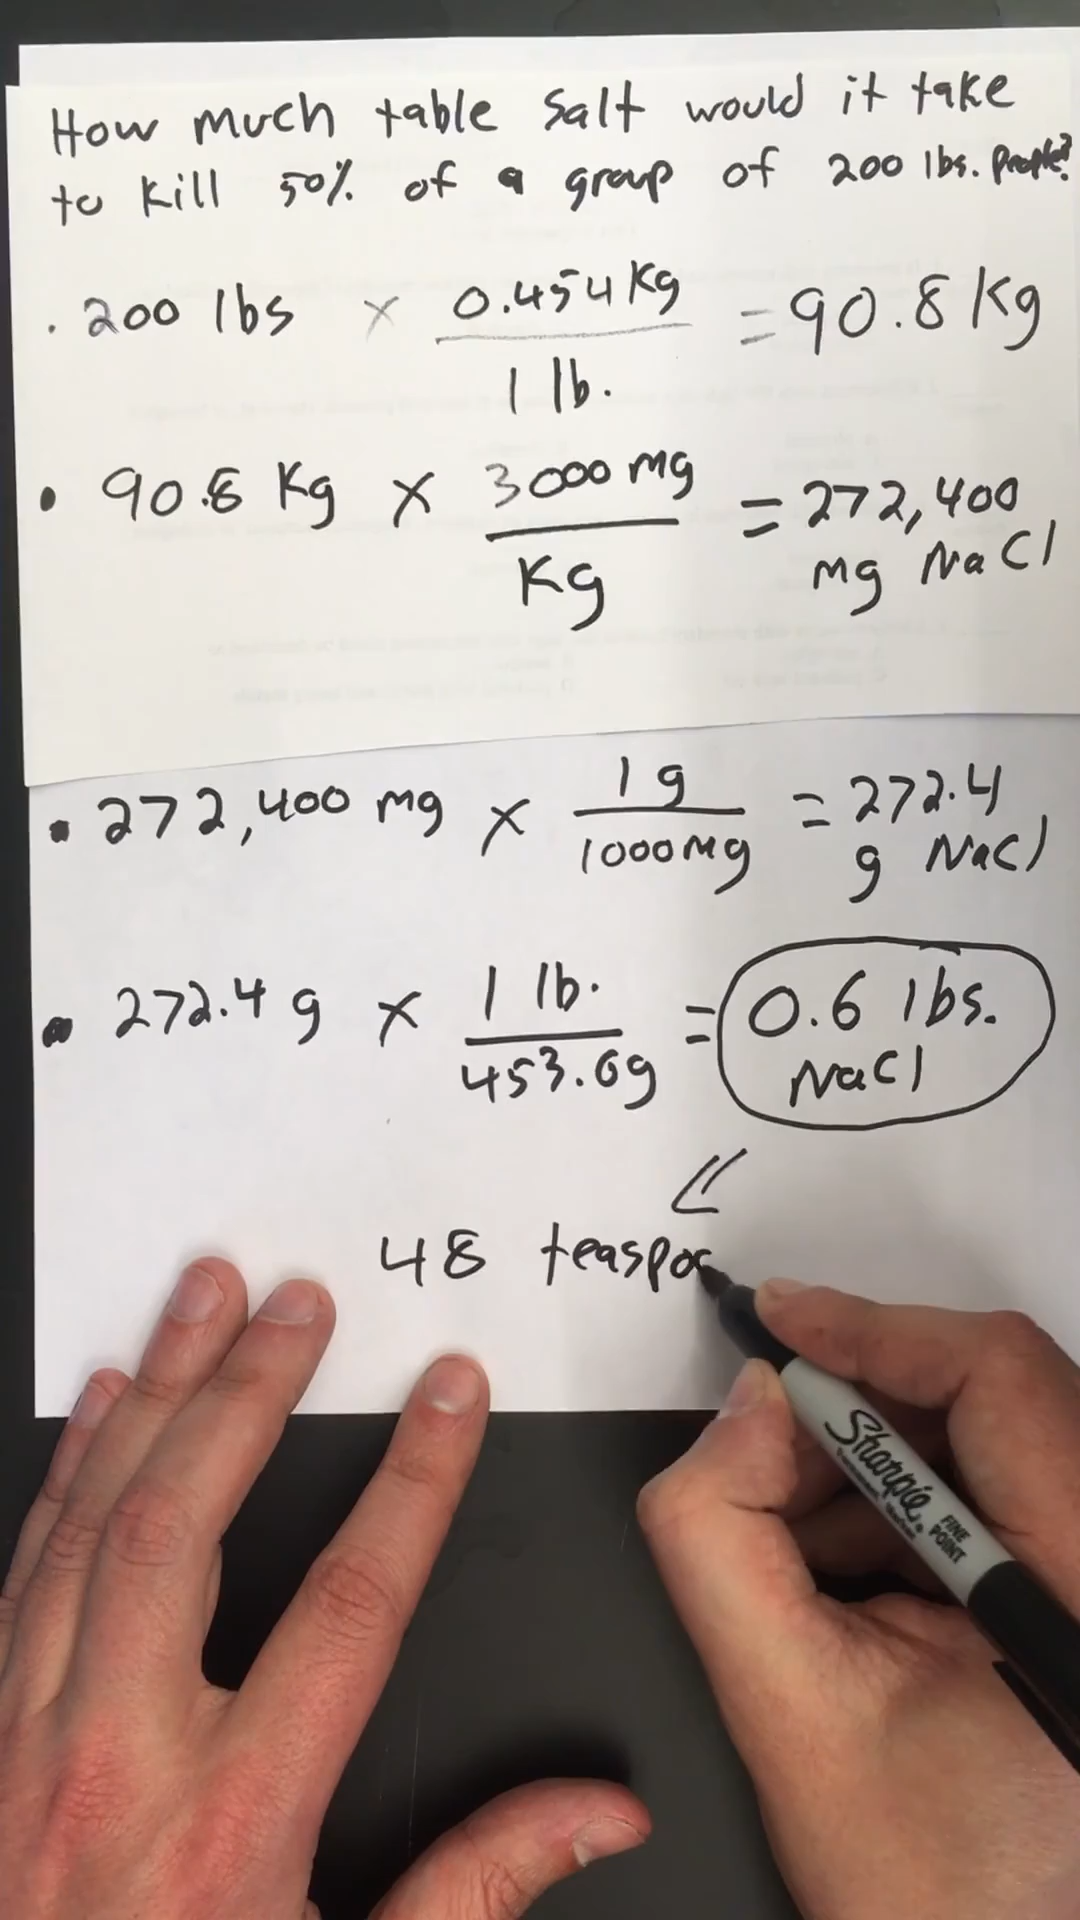 How much table salt would it take
to kill 50% of a group of 200 lbs. people?
. 200 lbs × 0.454 Kg = 90.8 Kg
1 lb.
• 90.8 Kg × 3000 mg = 272,400
Kg mg NaCl
• 272,400 mg × 1 g = 272.4
1000 mg g NaCl
• 272.4 g × 1 lb. = 0.6 lbs.
453.6g NaCl
48 teaspoo
Sharpie.
FINE
POINT